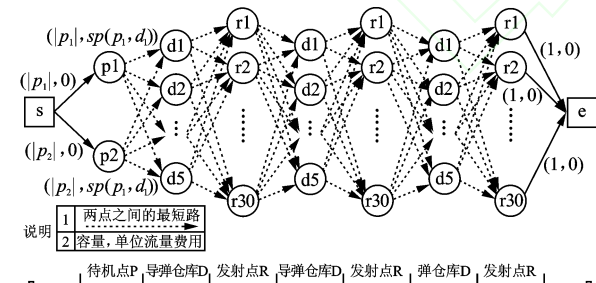 (|p₁|, sp(p₁, d₁))
d1 r1 d1 r1 d1 r1
(|p₁|, 0) p1 d2 r2 d2 r2 d2 r2 (1, 0)
s (1, 0) e
(|p₂|, 0) p2 (1, 0)
(|p₂|, sp(p₁, d₁)) d5 r30 d5 r30 d5 r30
说明 1 两点之间的最短路
2 容量, 单位流量费用
待机点P 导弹仓库D 发射点R 导弹仓库D 发射点R 弹仓库D 发射点R